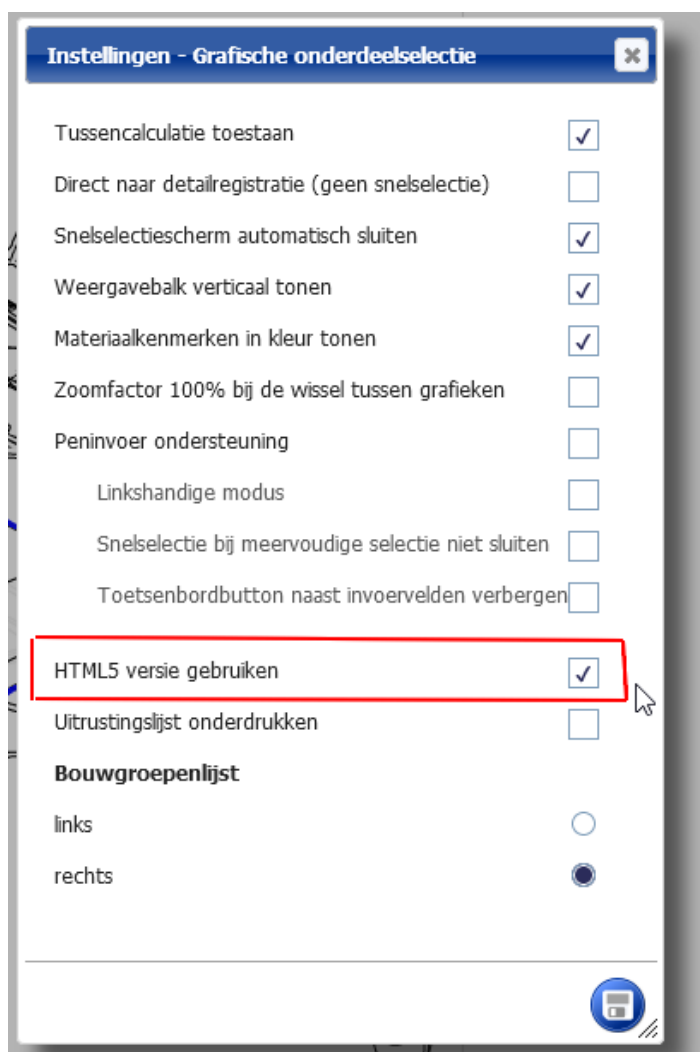 Instellingen - Grafische onderdeelselectie
Tussencalculatie toestaan
Direct naar detailregistratie (geen snelselectie)
Snelselectiescherm automatisch sluiten
Weergavebalk verticaal tonen
Materiaalkenmerken in kleur tonen
Zoomfactor 100% bij de wissel tussen grafieken
Peninvoer ondersteuning
Linkshandige modus
Snelselectie bij meervoudige selectie niet sluiten
Toetsenbordbutton naast invoervelden verbergen
HTML5 versie gebruiken
Uitrustingslijst onderdrukken
Bouwgroepenlijst
links
rechts